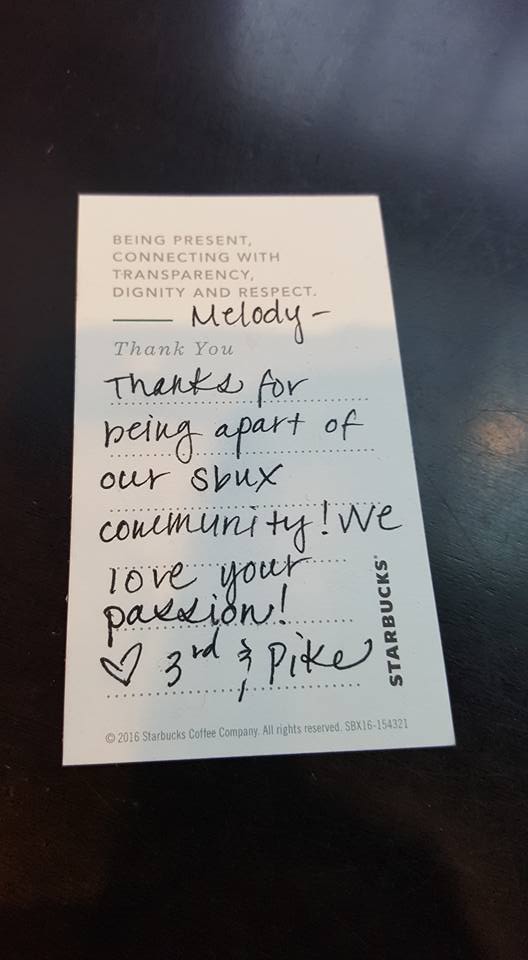 BEING PRESENT,
CONNECTING WITH
TRANSPARENCY,
DIGNITY AND RESPECT.
Melody-
Thank You
Thanks for
being apart of
our sbux
community! We
love your
passion!
♡ 3rd & Pike
STARBUCKS®
© 2016 Starbucks Coffee Company. All rights reserved. SBX16-154321